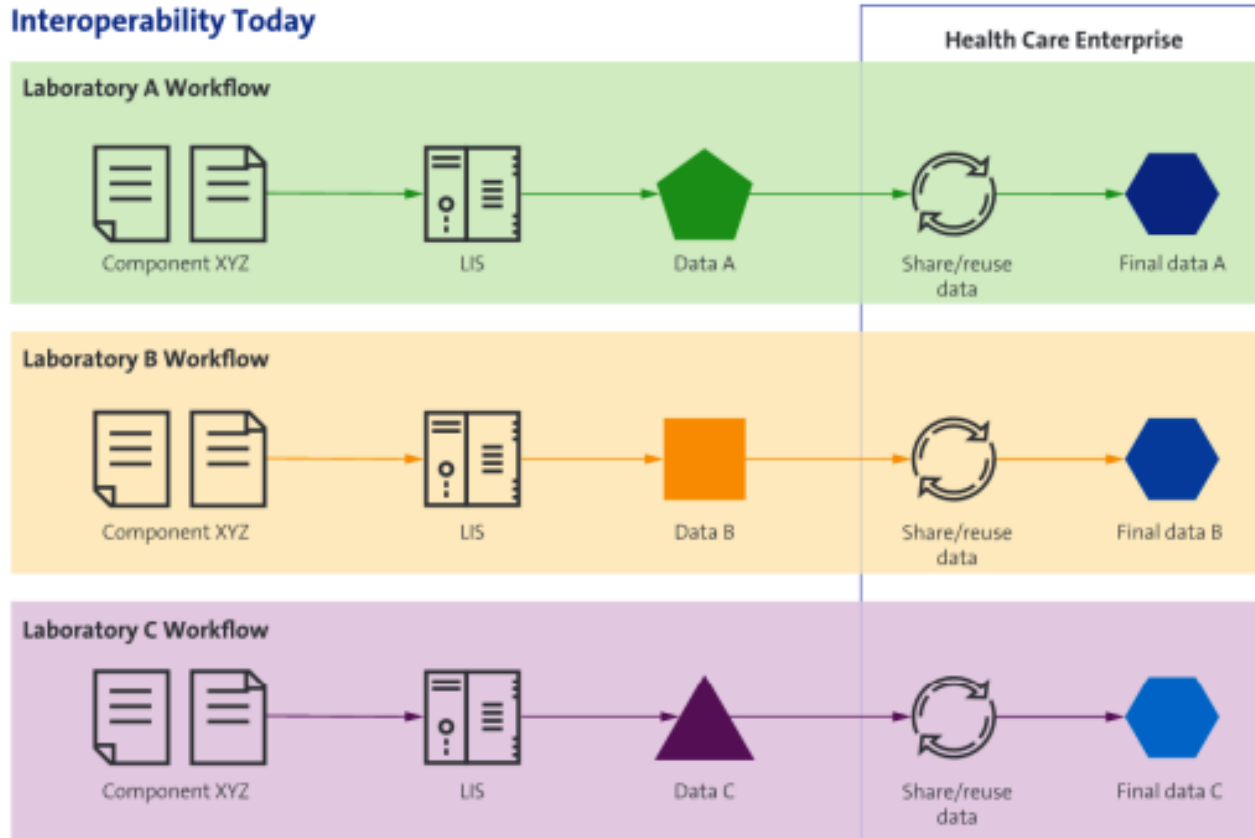 Interoperability Today
Health Care Enterprise
Laboratory A Workflow
Component XYZ
LIS
Data A
Share/reuse
data
Final data A
Laboratory B Workflow
Component XYZ
LIS
Data B
Share/reuse
data
Final data B
Laboratory C Workflow
Component XYZ
LIS
Data C
Share/reuse
data
Final data C